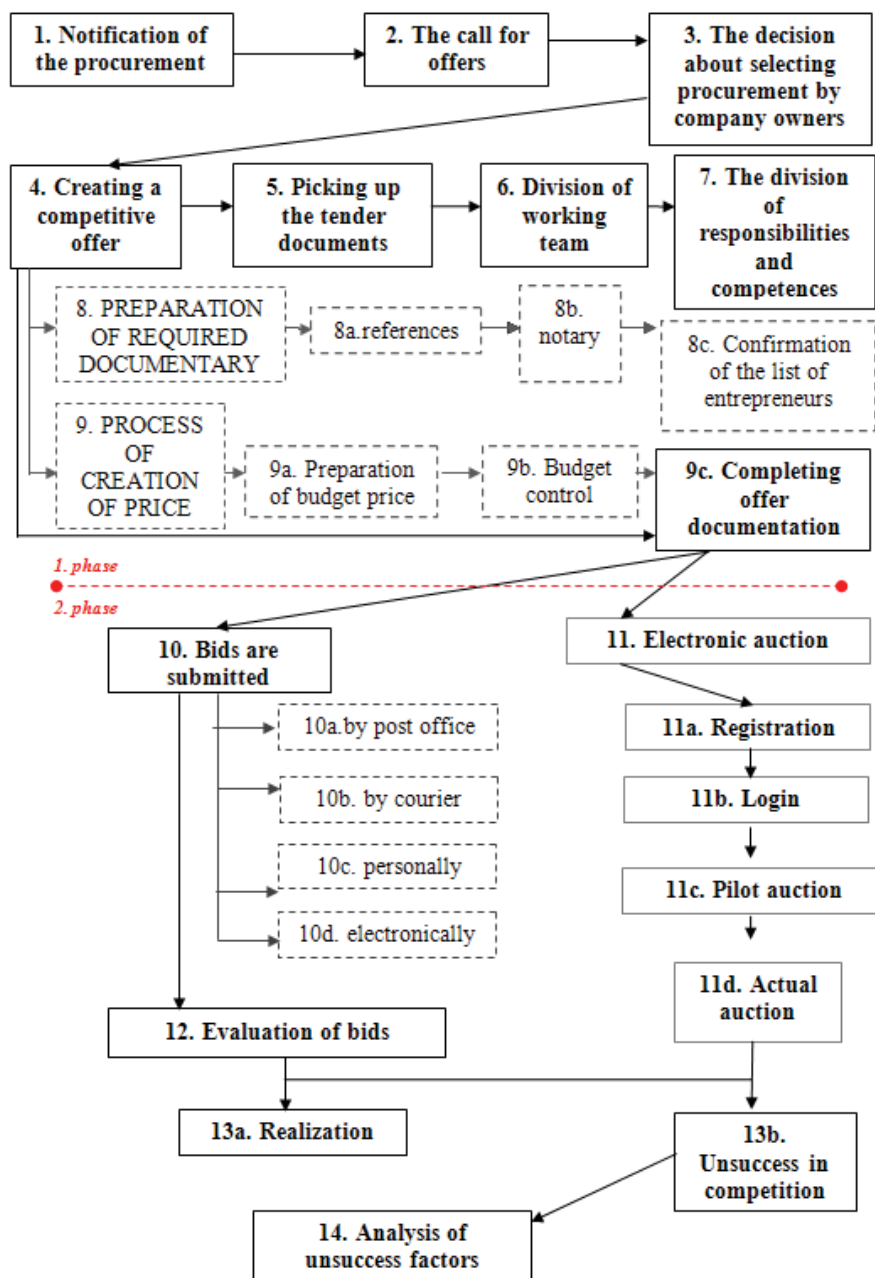 1. Notification of
the procurement
2. The call for
offers
3. The decision
about selecting
procurement by
company owners
4. Creating a
competitive
offer
5. Picking up
the tender
documents
6. Division of
working
team
7. The division
of
responsibilities
and
competences
8. PREPARATION
OF REQUIRED
DOCUMENTARY
8a.references
8b.
notary
8c. Confirmation
of the list of
entrepreneurs
9. PROCESS
OF
CREATION
OF PRICE
9a. Preparation
of budget price
9b. Budget
control
9c. Completing
offer
documentation
1. phase
2. phase
10. Bids are
submitted
11. Electronic auction
10a.by post office
11a. Registration
10b. by courier
11b. Login
10c. personally
11c. Pilot auction
10d. electronically
11d. Actual
auction
12. Evaluation of bids
13a. Realization
13b.
Unsuccess in
competition
14. Analysis of
unsuccess factors